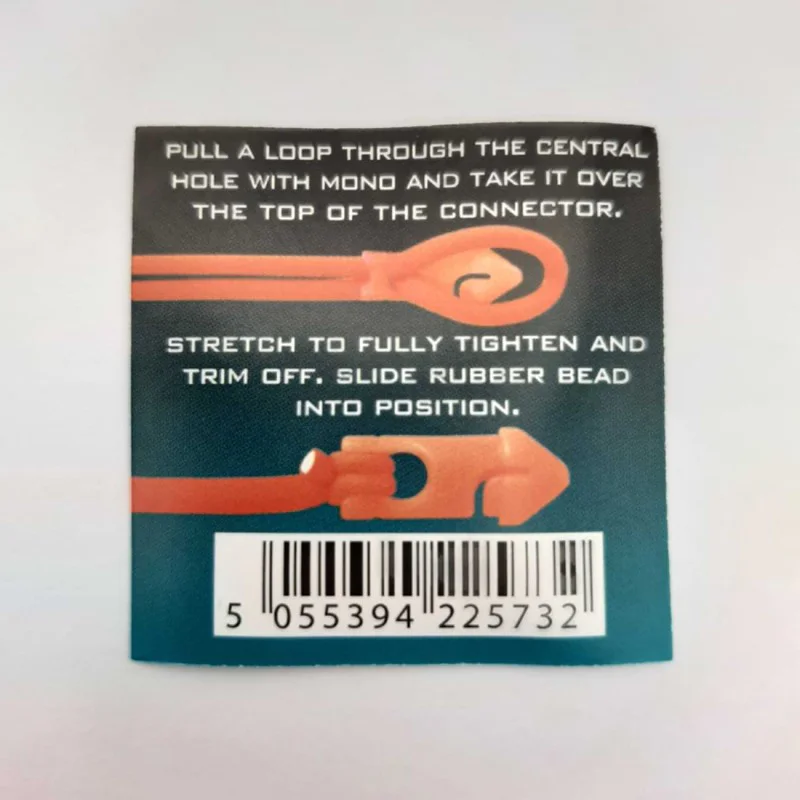 PULL A LOOP THROUGH THE CENTRAL
HOLE WITH MONO AND TAKE IT OVER
THE TOP OF THE CONNECTOR.
STRETCH TO FULLY TIGHTEN AND
TRIM OFF. SLIDE RUBBER BEAD
INTO POSITION.
5 055394 225732